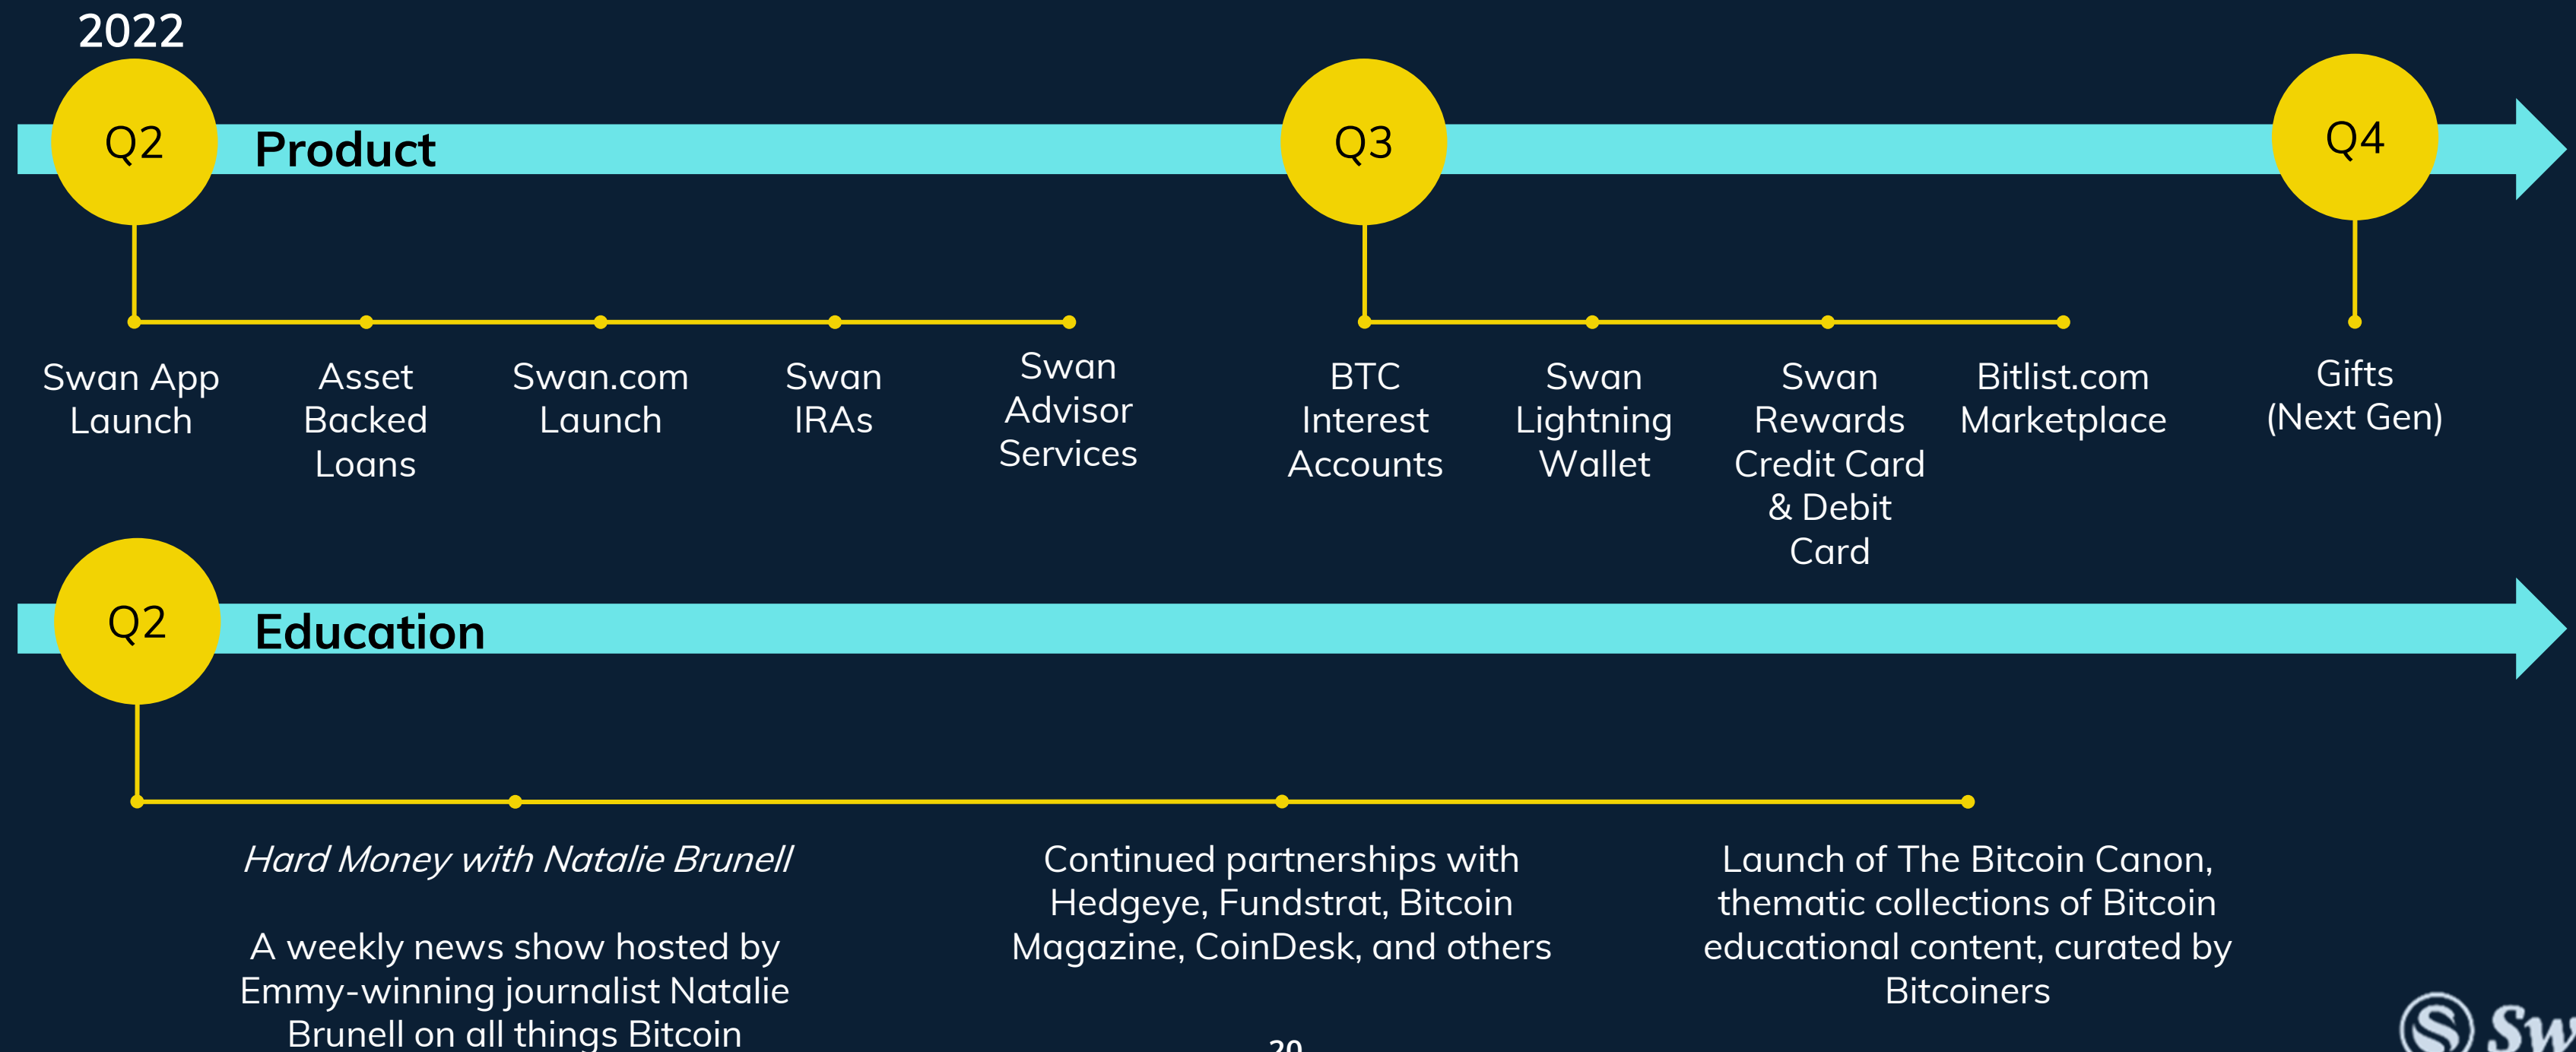 2022
Q2
Product
Q3
Q4
Swan App
Launch
Asset
Backed
Loans
Swan.com
Launch
Swan
IRAs
Swan
Advisor
Services
BTC
Interest
Accounts
Swan
Lightning
Wallet
Swan
Rewards
Credit Card
& Debit
Card
Bitlist.com
Marketplace
Gifts
(Next Gen)
Q2
Education
Hard Money with Natalie Brunell
A weekly news show hosted by
Emmy-winning journalist Natalie
Brunell on all things Bitcoin
Continued partnerships with
Hedgeye, Fundstrat, Bitcoin
Magazine, CoinDesk, and others
Launch of The Bitcoin Canon,
thematic collections of Bitcoin
educational content, curated by
Bitcoiners
20
Sw